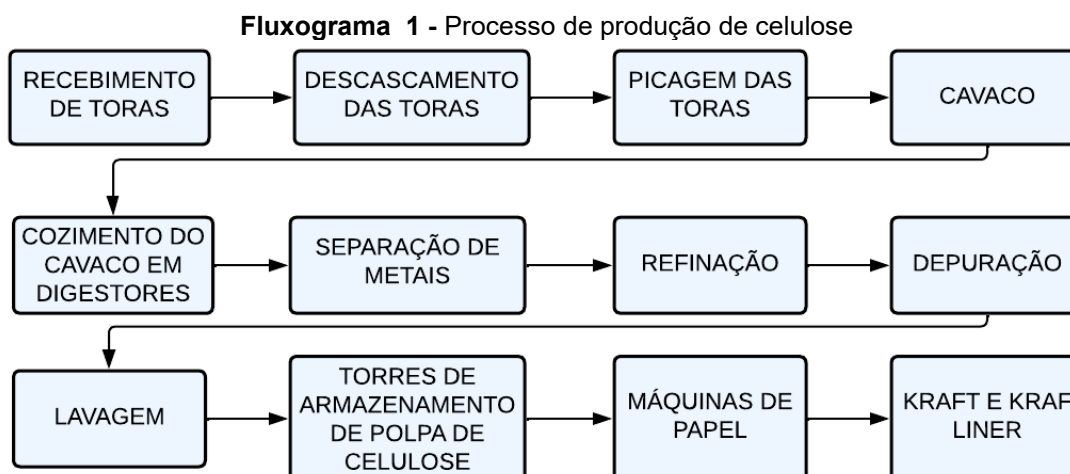 Fluxograma 1 - Processo de produção de celulose
RECEBIMENTO
DE TORAS
DESCASCAMENTO
DAS TORAS
PICAGEM DAS
TORAS
CAVACO
COZIMENTO DO
CAVACO EM
DIGESTORES
SEPARAÇÃO DE
METAIS
REFINAÇÃO
DEPURAÇÃO
LAVAGEM
TORRES DE
ARMAZENAMENTO
DE POLPA DE
CELULOSE
MÁQUINAS DE
PAPEL
KRAFT E KRAF
LINER